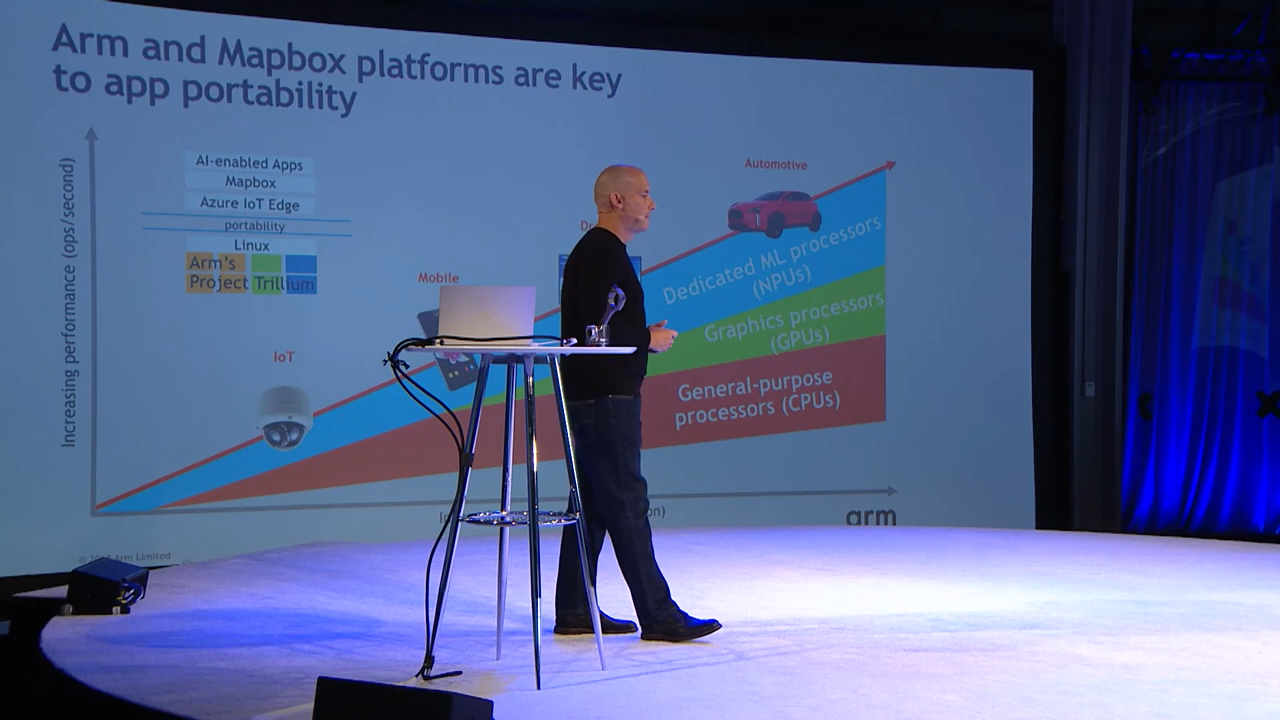 Arm and Mapbox platforms are key
to app portability
Increasing performance (ops/second)
AI-enabled Apps
Mapbox
Azure IoT Edge
portability
Linux
Arm's
Project Trillium
IoT
Mobile
Automotive
Dedicated ML processors
(NPUs)
Graphics processors
(GPUs)
General-purpose
processors (CPUs)
arm
Arm Limited